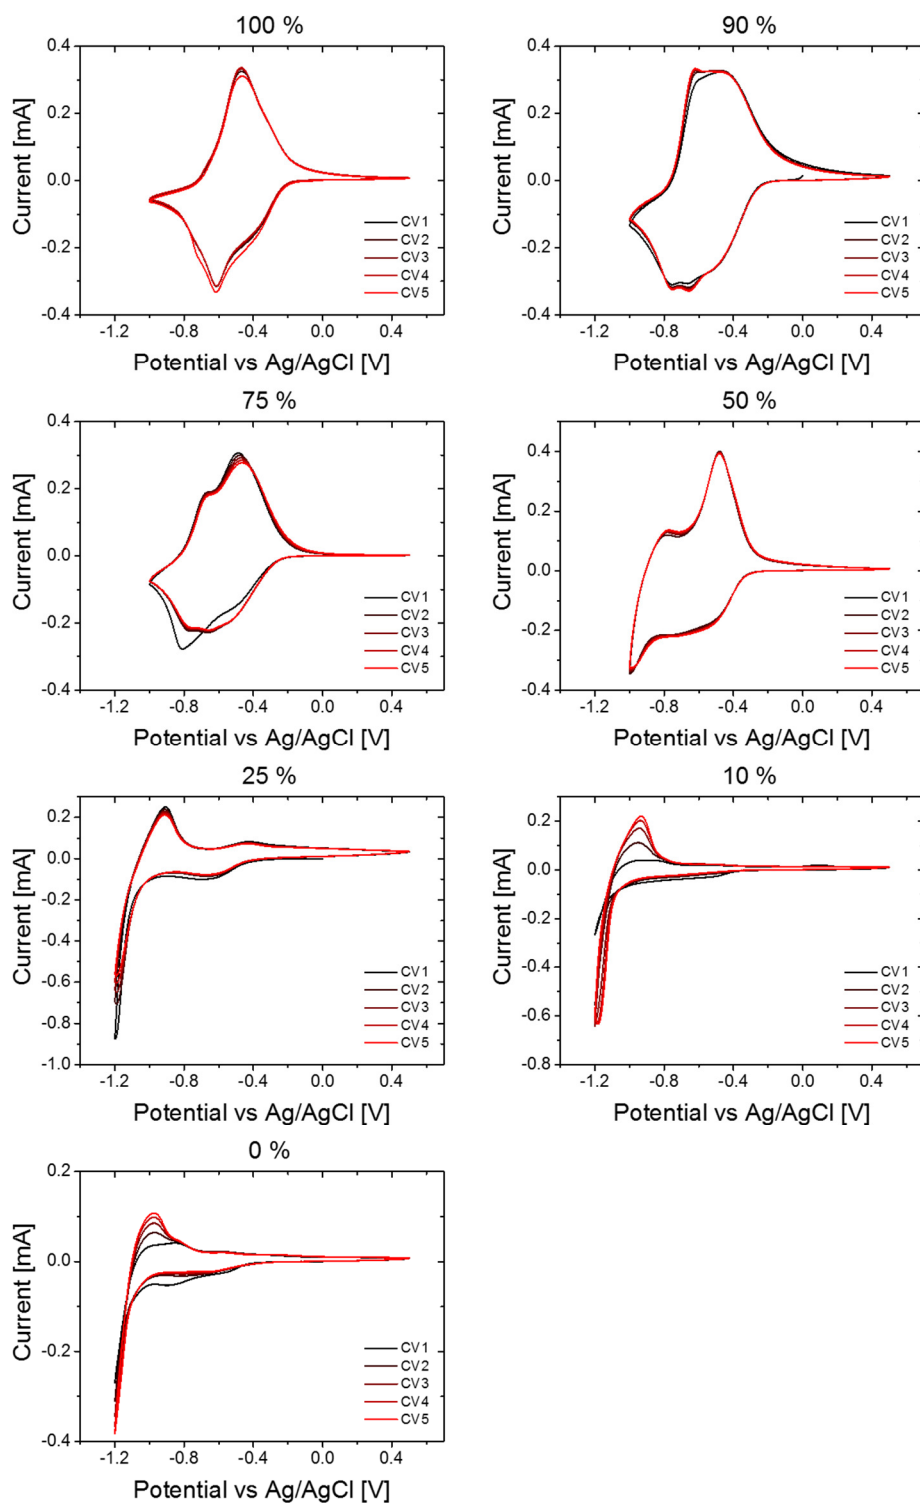 100 %
0.4
0.2
0.0
-0.2
-0.4
Current [mA]
CV1
CV2
CV3
CV4
CV5
-1.2 -0.8 -0.4 0.0 0.4
Potential vs Ag/AgCl [V]
90 %
0.4
0.2
0.0
-0.2
-0.4
Current [mA]
CV1
CV2
CV3
CV4
CV5
-1.2 -0.8 -0.4 0.0 0.4
Potential vs Ag/AgCl [V]
75 %
0.4
0.2
0.0
-0.2
-0.4
Current [mA]
CV1
CV2
CV3
CV4
CV5
-1.2 -0.8 -0.4 0.0 0.4
Potential vs Ag/AgCl [V]
50 %
0.4
0.2
0.0
-0.2
-0.4
Current [mA]
CV1
CV2
CV3
CV4
CV5
-1.2 -0.8 -0.4 0.0 0.4
Potential vs Ag/AgCl [V]
25 %
0.2
0.0
-0.2
-0.4
-0.6
-0.8
-1.0
Current [mA]
CV1
CV2
CV3
CV4
CV5
-1.2 -0.8 -0.4 0.0 0.4
Potential vs Ag/AgCl [V]
10 %
0.2
0.0
-0.2
-0.4
-0.6
-0.8
Current [mA]
CV1
CV2
CV3
CV4
CV5
-1.2 -0.8 -0.4 0.0 0.4
Potential vs Ag/AgCl [V]
0 %
0.2
0.0
-0.2
-0.4
Current [mA]
CV1
CV2
CV3
CV4
CV5
-1.2 -0.8 -0.4 0.0 0.4
Potential vs Ag/AgCl [V]